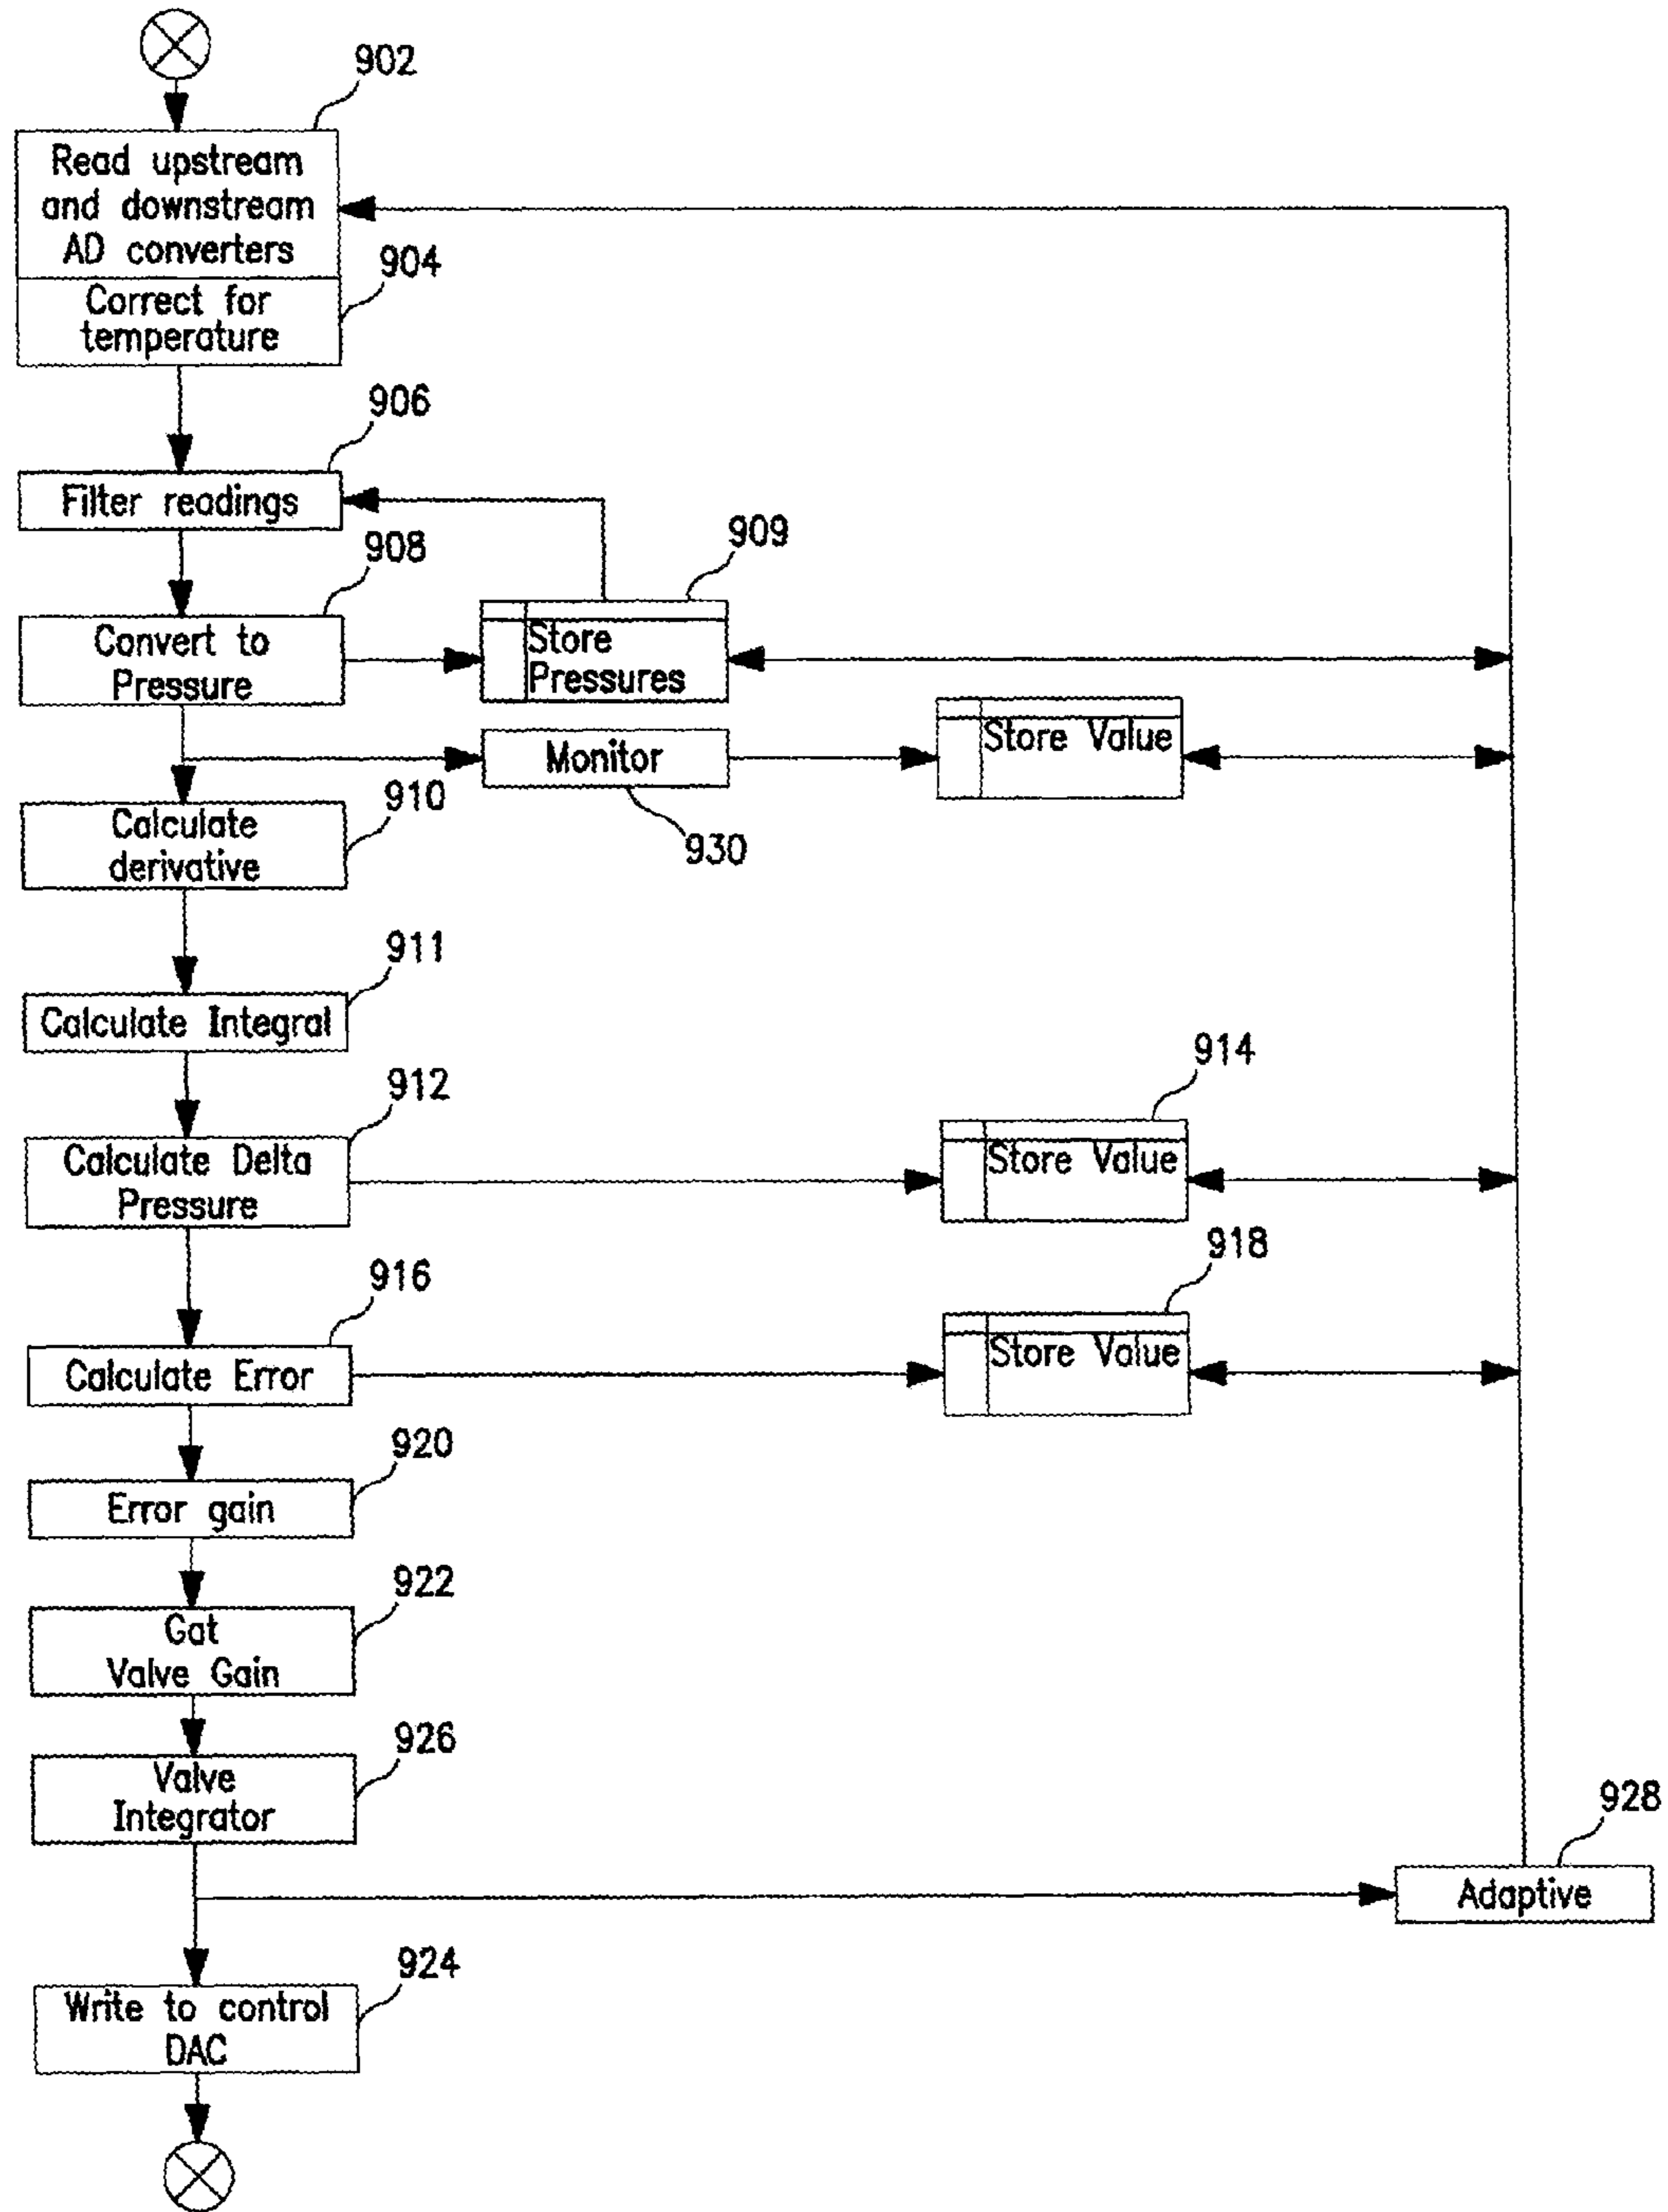 902
Read upstream
and downstream
AD converters
904
Correct for
temperature
906
Filter readings
908
Convert to
Pressure
909
Store
Pressures
Monitor
930
Store Value
910
Calculate
derivative
911
Calculate Integral
912
Calculate Delta
Pressure
914
Store Value
916
Calculate Error
918
Store Value
920
Error gain
922
Gat
Valve Gain
926
Valve
Integrator
928
Adaptive
924
Write to control
DAC